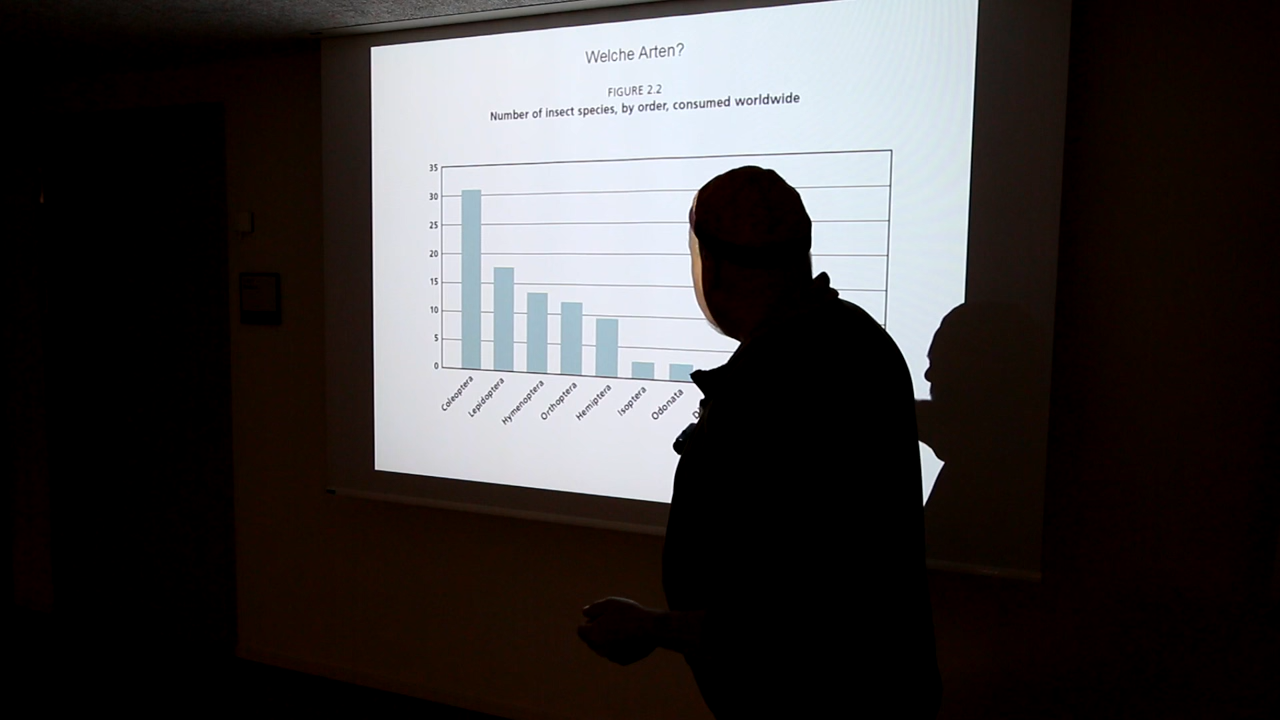 Welche Arten?
FIGURE 2.2
Number of insect species, by order, consumed worldwide
35
30
25
20
15
10
5
0
Coleoptera
Lepidoptera
Hymenoptera
Orthoptera
Hemiptera
Isoptera
Odonata